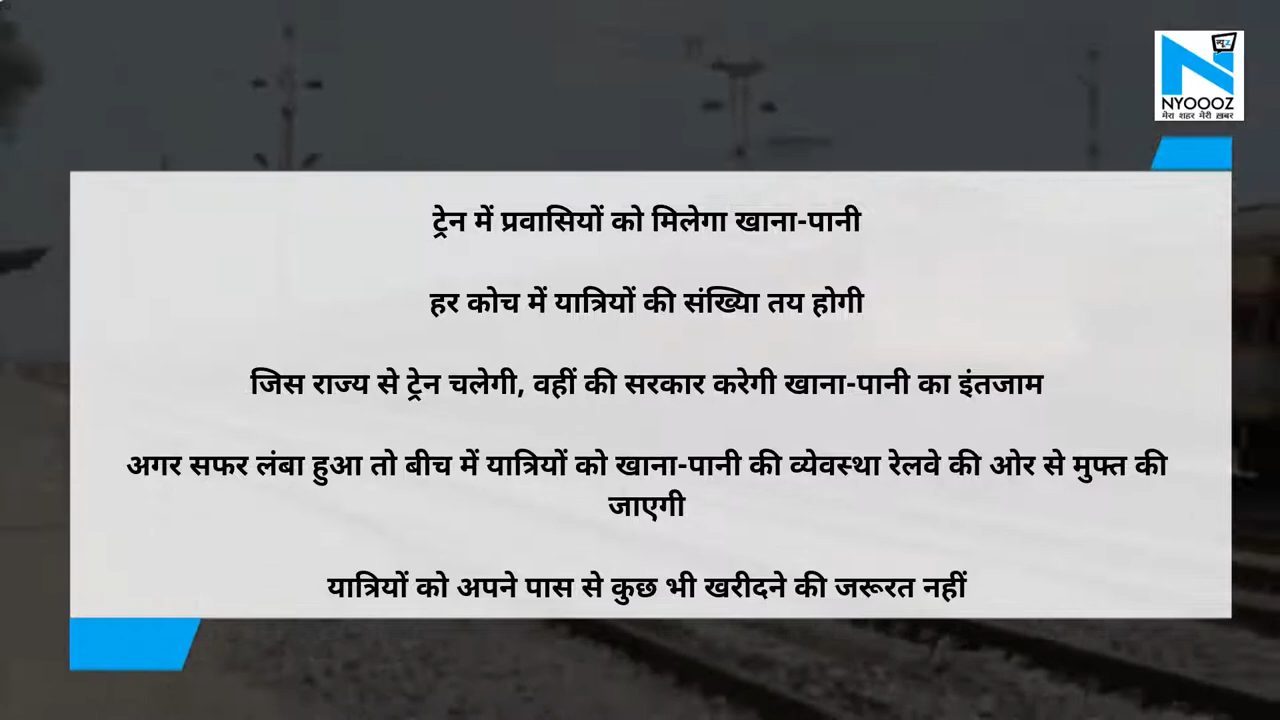 न्यूz
NYOOOZ
मेरा शहर मेरी ख़बर
ट्रेन में प्रवासियों को मिलेगा खाना-पानी
हर कोच में यात्रियों की संख्यिा तय होगी
जिस राज्य से ट्रेन चलेगी, वहीं की सरकार करेगी खाना-पानी का इंतजाम
अगर सफर लंबा हुआ तो बीच में यात्रियों को खाना-पानी की व्येवस्था रेलवे की ओर से मुफ्त की
जाएगी
यात्रियों को अपने पास से कुछ भी खरीदने की जरूरत नहीं